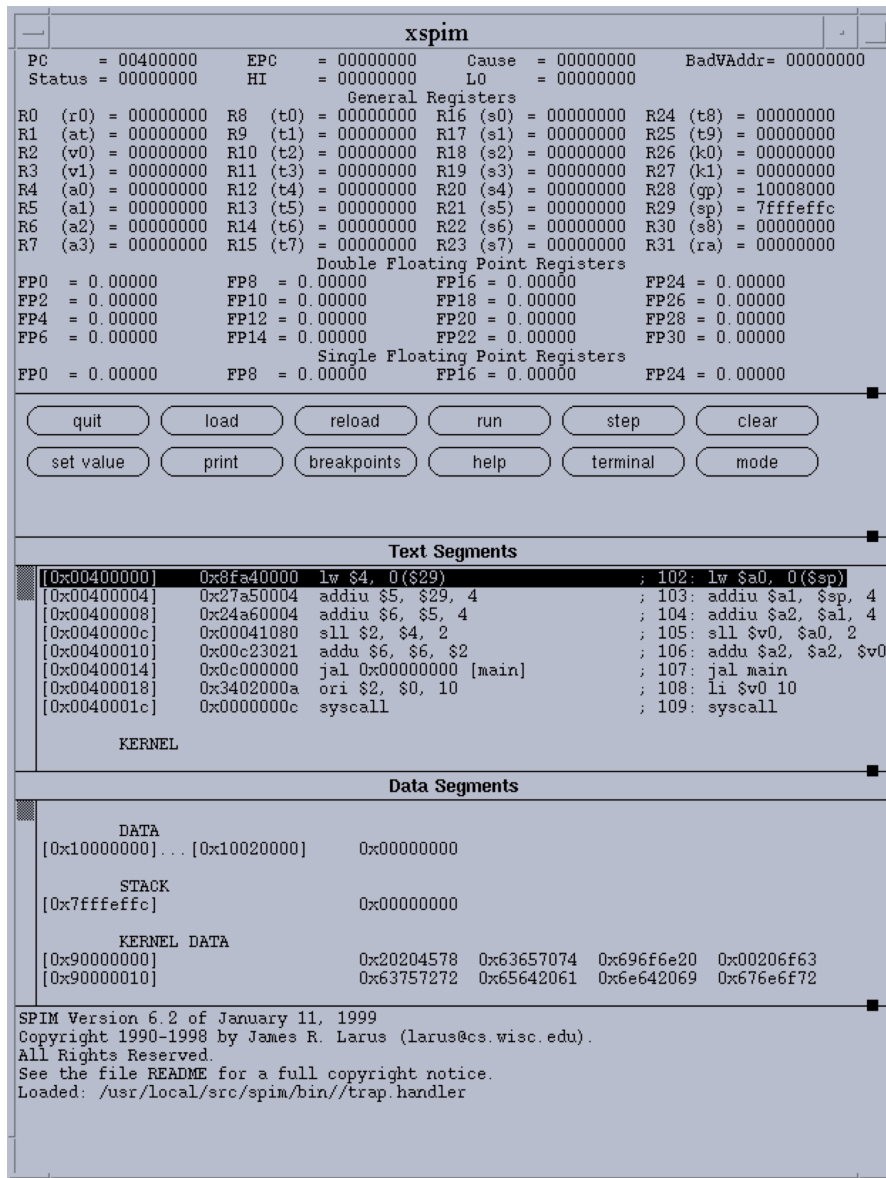 xspim
PC = 00400000 EPC = 00000000 Cause = 00000000 BadVAddr= 00000000
Status = 00000000 HI = 00000000 LO = 00000000
General Registers
R0 (r0) = 00000000 R8 (t0) = 00000000 R16 (s0) = 00000000 R24 (t8) = 00000000
R1 (at) = 00000000 R9 (t1) = 00000000 R17 (s1) = 00000000 R25 (t9) = 00000000
R2 (v0) = 00000000 R10 (t2) = 00000000 R18 (s2) = 00000000 R26 (k0) = 00000000
R3 (v1) = 00000000 R11 (t3) = 00000000 R19 (s3) = 00000000 R27 (k1) = 00000000
R4 (a0) = 00000000 R12 (t4) = 00000000 R20 (s4) = 00000000 R28 (gp) = 10008000
R5 (a1) = 00000000 R13 (t5) = 00000000 R21 (s5) = 00000000 R29 (sp) = 7fffeffc
R6 (a2) = 00000000 R14 (t6) = 00000000 R22 (s6) = 00000000 R30 (s8) = 00000000
R7 (a3) = 00000000 R15 (t7) = 00000000 R23 (s7) = 00000000 R31 (ra) = 00000000
Double Floating Point Registers
FP0 = 0.00000 FP8 = 0.00000 FP16 = 0.00000 FP24 = 0.00000
FP2 = 0.00000 FP10 = 0.00000 FP18 = 0.00000 FP26 = 0.00000
FP4 = 0.00000 FP12 = 0.00000 FP20 = 0.00000 FP28 = 0.00000
FP6 = 0.00000 FP14 = 0.00000 FP22 = 0.00000 FP30 = 0.00000
Single Floating Point Registers
FP0 = 0.00000 FP8 = 0.00000 FP16 = 0.00000 FP24 = 0.00000
quit load reload run step clear
set value print breakpoints help terminal mode
Text Segments
[0x00400000] 0x8fa40000 lw $4, 0($29) ; 102: lw $a0, 0($sp)
[0x00400004] 0x27a50004 addiu $5, $29, 4 ; 103: addiu $a1, $sp, 4
[0x00400008] 0x24a60004 addiu $6, $5, 4 ; 104: addiu $a2, $a1, 4
[0x0040000c] 0x00041080 sll $2, $4, 2 ; 105: sll $v0, $a0, 2
[0x00400010] 0x00c23021 addu $6, $6, $2 ; 106: addu $a2, $a2, $v0
[0x00400014] 0x0c000000 jal 0x00000000 [main] ; 107: jal main
[0x00400018] 0x3402000a ori $2, $0, 10 ; 108: li $v0 10
[0x0040001c] 0x0000000c syscall ; 109: syscall
KERNEL
Data Segments
DATA
[0x10000000]...[0x10020000] 0x00000000
STACK
[0x7fffeffc] 0x00000000
KERNEL DATA
[0x90000000] 0x20204578 0x63657074 0x696f6e20 0x00206f63
[0x90000010] 0x63757272 0x65642061 0x6e642069 0x676e6f72
SPIM Version 6.2 of January 11, 1999
Copyright 1990-1998 by James R. Larus (larus@cs.wisc.edu).
All Rights Reserved.
See the file README for a full copyright notice.
Loaded: /usr/local/src/spim/bin//trap.handler